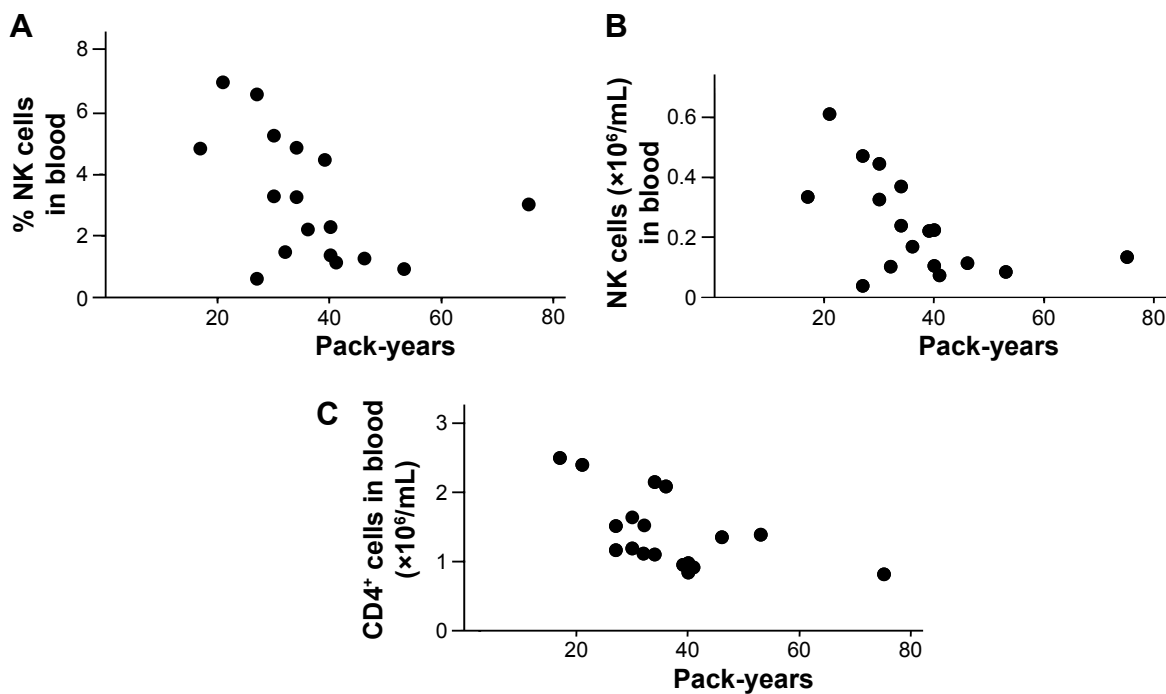 A
8
6
4
2
0
% NK cells
in blood
20
40
60
80
Pack-years
B
0.6
0.4
0.2
0
NK cells (×10⁶/mL)
in blood
20
40
60
80
Pack-years
C
3
2
1
0
CD4⁺ cells in blood
(×10⁶/mL)
20
40
60
80
Pack-years